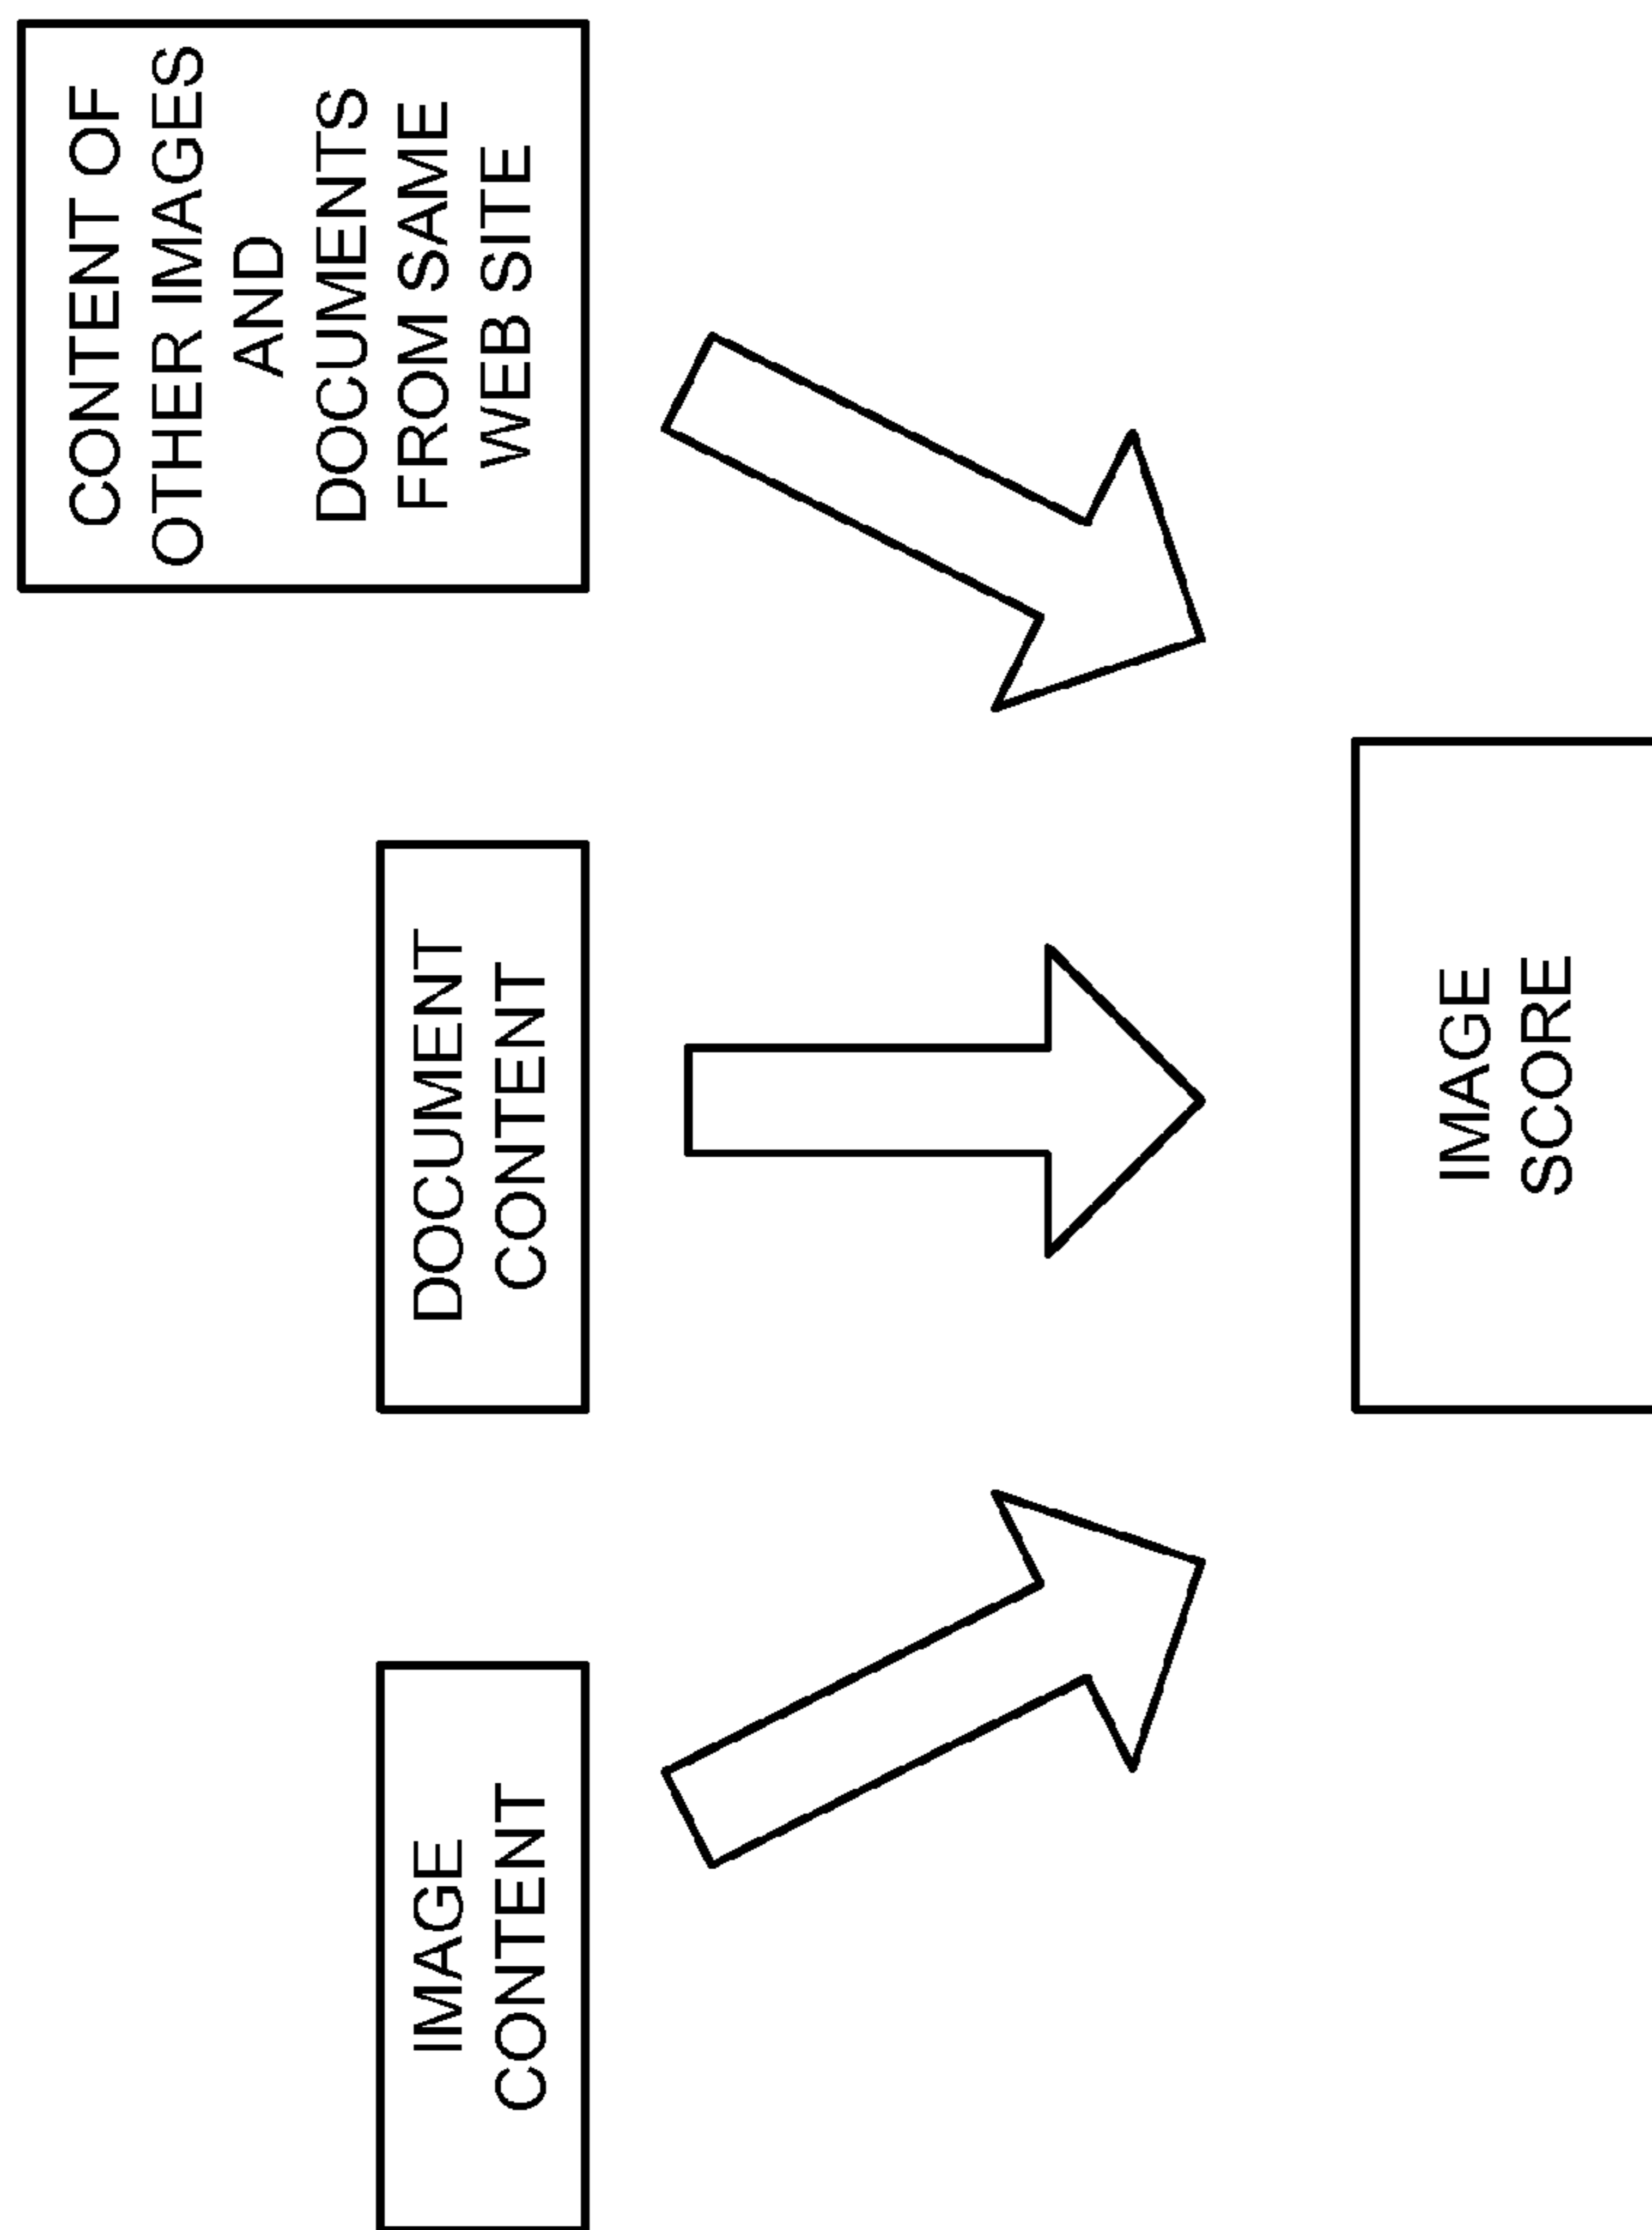 IMAGE
CONTENT
DOCUMENT
CONTENT
CONTENT OF
OTHER IMAGES
AND
DOCUMENTS
FROM SAME
WEB SITE
IMAGE
SCORE